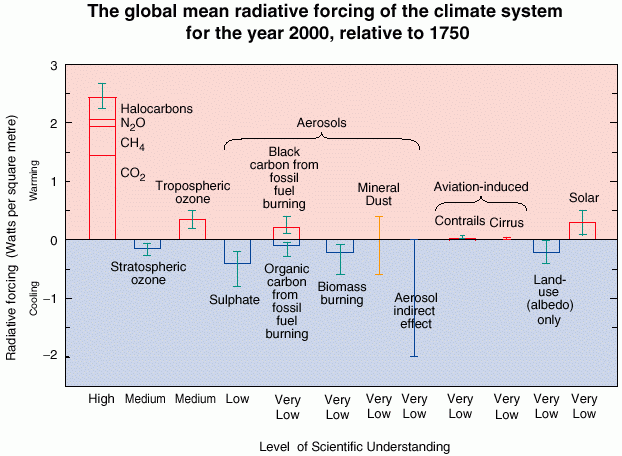 The global mean radiative forcing of the climate system
for the year 2000, relative to 1750
Radiative forcing (Watts per square metre)
Warming
Cooling
3
2
1
0
–1
–2
Halocarbons
N2O
CH4
CO2
Stratospheric
ozone
Tropospheric
ozone
Aerosols
Sulphate
Black
carbon from
fossil
fuel
burning
Organic
carbon
from
fossil
fuel
burning
Biomass
burning
Mineral
Dust
Aerosol
indirect
effect
Aviation-induced
Contrails
Cirrus
Land-
use
(albedo)
only
Solar
High
Medium
Medium
Low
Very
Low
Very
Low
Very
Low
Very
Low
Very
Low
Very
Low
Very
Low
Very
Low
Level of Scientific Understanding